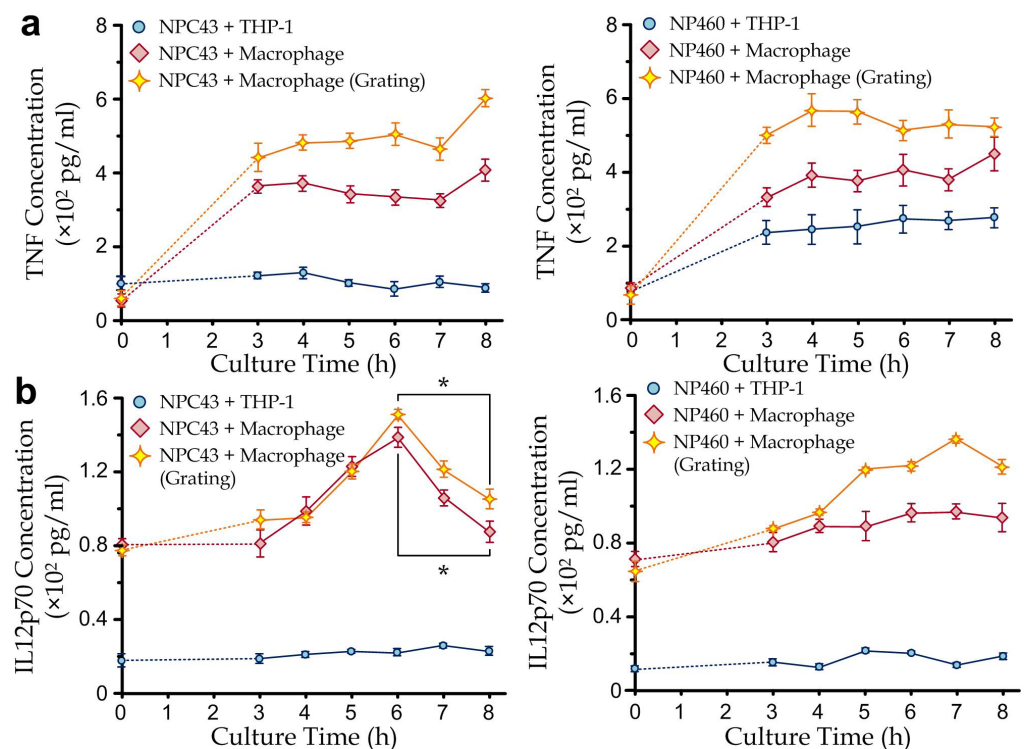 a
NPC43 + THP-1
NPC43 + Macrophage
NPC43 + Macrophage (Grating)
TNF Concentration
(×10² pg/ml)
8
6
4
2
0
0 1 2 3 4 5 6 7 8
Culture Time (h)
NP460 + THP-1
NP460 + Macrophage
NP460 + Macrophage (Grating)
TNF Concentration
(×10² pg/ml)
8
6
4
2
0
0 1 2 3 4 5 6 7 8
Culture Time (h)
b
NPC43 + THP-1
NPC43 + Macrophage
NPC43 + Macrophage
(Grating)
*
*
IL12p70 Concentration
(×10² pg/ml)
1.6
1.2
0.8
0.4
0
0 1 2 3 4 5 6 7 8
Culture Time (h)
NP460 + THP-1
NP460 + Macrophage
NP460 + Macrophage
(Grating)
IL12p70 Concentration
(×10² pg/ml)
1.6
1.2
0.8
0.4
0
0 1 2 3 4 5 6 7 8
Culture Time (h)